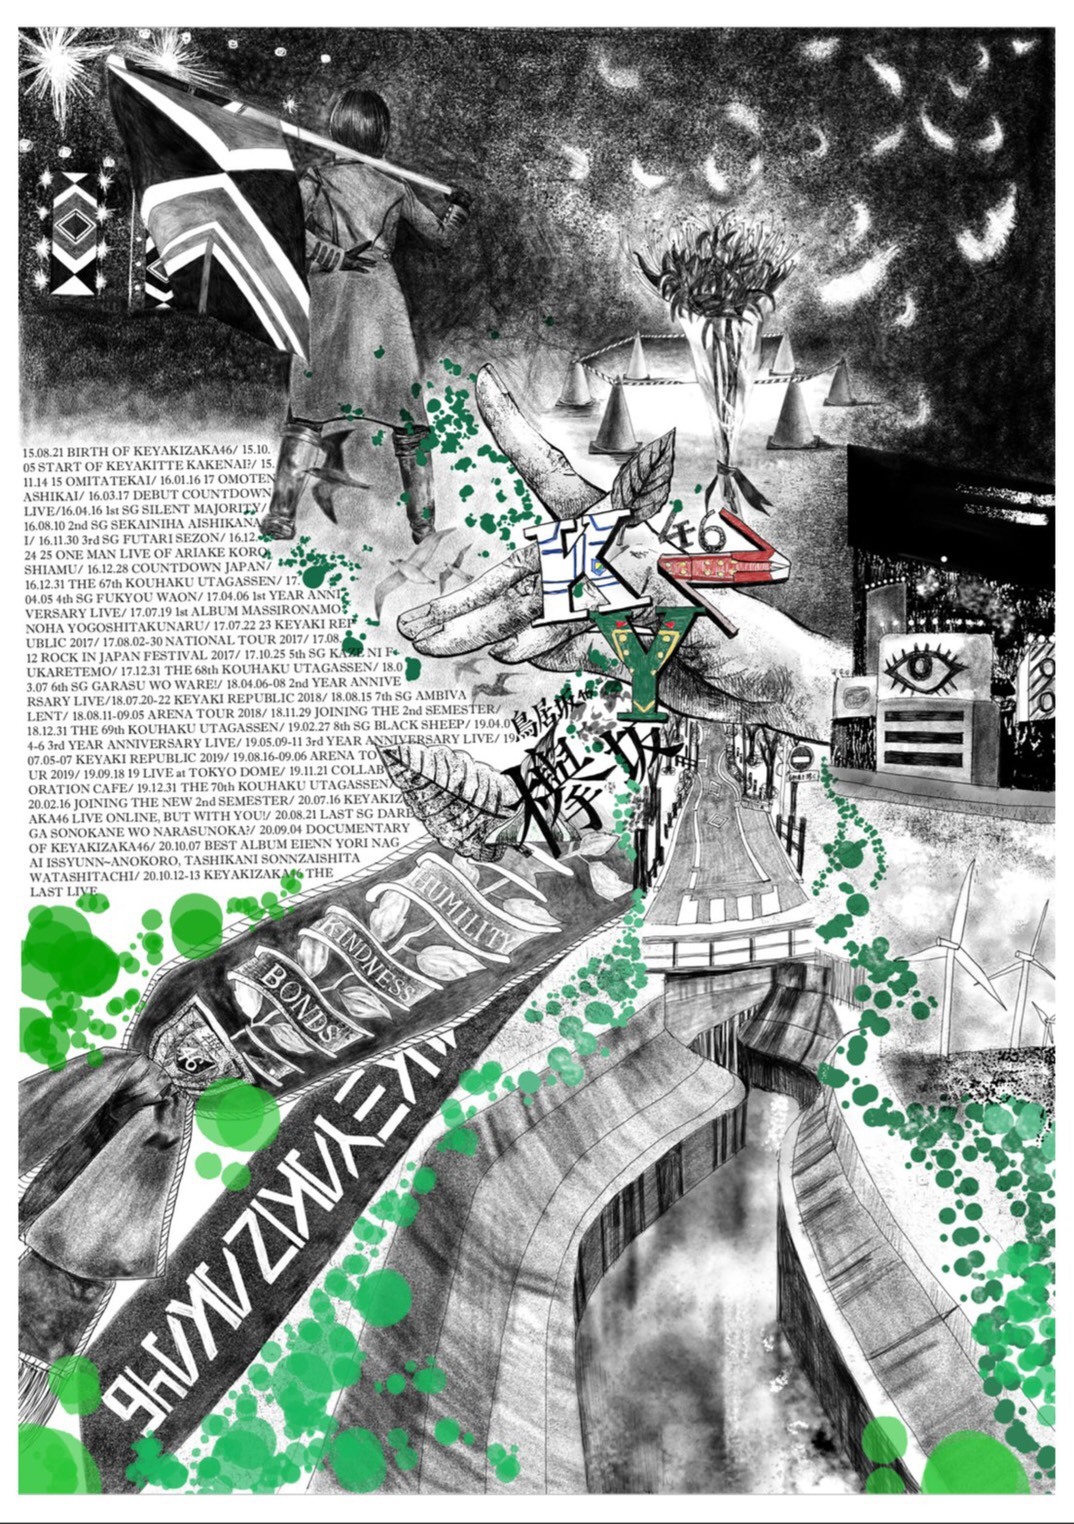 15.08.21 BIRTH OF KEYAKIZAKA46/ 15.10.
05 START OF KEYAKITTE KAKENAI?/ 15.
11.14 15 OMITATEKAI/ 16.01.16 17 OMOTEN
ASHIKAI/ 16.03.17 DEBUT COUNTDOWN
LIVE/16.04.16 1st SG SILENT MAJORITY/
16.08.10 2nd SG SEKAINIHA AISHIKANA
I/ 16.11.30 3rd SG FUTARI SEZON/ 16.12.
24 25 ONE MAN LIVE OF ARIAKE KORO
SHIAMU/ 16.12.28 COUNTDOWN JAPAN/
16.12.31 THE 67th KOUHAKU UTAGASSEN/ 17.
04.05 4th SG FUKYOU WAON/ 17.04.06 1st YEAR ANNI
VERSARY LIVE/ 17.07.19 1st ALBUM MASSIRONAMO
NOHA YOGOSHITAKUNARU/ 17.07.22 23 KEYAKI REP
UBLIC 2017/ 17.08.02-30 NATIONAL TOUR 2017/ 17.08.
12 ROCK IN JAPAN FESTIVAL 2017/ 17.10.25 5th SG KAZE NI F
UKARETEMO/ 17.12.31 THE 68th KOUHAKU UTAGASSEN/ 18.0
3.07 6th SG GARASU WO WARE!/ 18.04.06-08 2nd YEAR ANNIVE
RSARY LIVE/18.07.20-22 KEYAKI REPUBLIC 2018/ 18.08.15 7th SG AMBIVA
LENT/ 18.08.11-09.05 ARENA TOUR 2018/ 18.11.29 JOINING THE 2nd SEMESTER/
18.12.31 THE 69th KOUHAKU UTAGASSEN/ 19.02.27 8th SG BLACK SHEEP/ 19.04.0
4-6 3rd YEAR ANNIVERSARY LIVE/ 19.05.09-11 3rd YEAR ANNIVERSARY LIVE/ 19
07.05-07 KEYAKI REPUBLIC 2019/ 19.08.16-09.06 ARENA TO
UR 2019/ 19.09.18 19 LIVE at TOKYO DOME/ 19.11.21 COLLAB
ORATION CAFE/ 19.12.31 THE 70th KOUHAKU UTAGASSEN/
20.02.16 JOINING THE NEW 2nd SEMESTER/ 20.07.16 KEYAKIZ
AKA46 LIVE ONLINE, BUT WITH YOU!/ 20.08.21 LAST SG DARE
GA SONOKANE WO NARASUNOKA?/ 20.09.04 DOCUMENTARY
OF KEYAKIZAKA46/ 20.10.07 BEST ALBUM EIENN YORI NAG
AI ISSYUNN~ANOKORO, TASHIKANI SONNZAISHITA
WATASHITACHI/ 20.10.12-13 KEYAKIZAKA46 THE
LAST LIVE
K
46
Z
Y
鳥居坂46
欅坂
HUMILITY
KINDNESS
BONDS
46
KEYAKIZAKA46